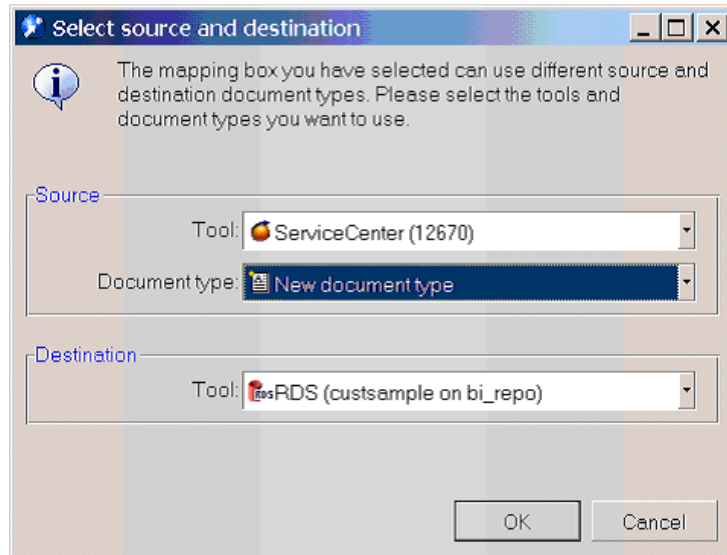 Select source and destination
The mapping box you have selected can use different source and
destination document types. Please select the tools and
document types you want to use.
Source
Tool: ServiceCenter (12670)
Document type: New document type
Destination
Tool: RDS RDS (custsample on bi_repo)
OK Cancel